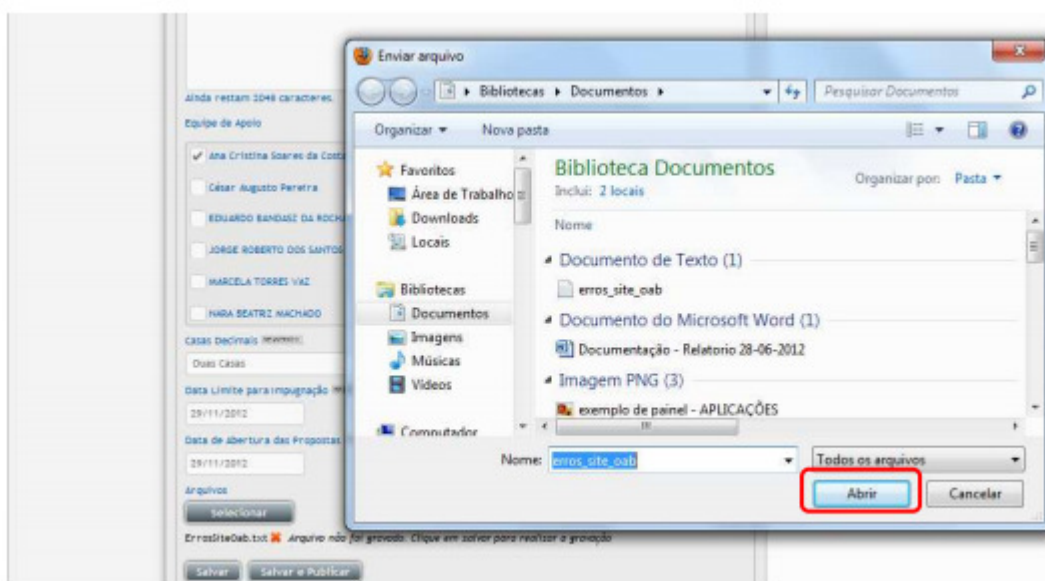 Enviar arquivo
Bibliotecas ▸ Documentos ▸
Pesquisar Documentos
Ainda restam 2048 caracteres.
Equipe de Apoio
Ana Cristina Soares da Costa
César Augusto Pereira
EDUARDO BANDASZ DA ROCHA
JORGE ROBERTO DOS SANTOS
MARCELA TORRES VAZ
NARA BEATRIZ MACHADO
Casas Decimais
Duas Casas
Data Limite para Impugnação
29/11/2012
Data de Abertura das Propostas
29/11/2012
Arquivos
Selecionar
ErrosSiteOab.txt Arquivo não foi gravado. Clique em salvar para realizar a gravação
Salvar Salvar e Publicar
Organizar Nova pasta
Favoritos
Área de Trabalho
Downloads
Locais
Bibliotecas
Documentos
Imagens
Músicas
Vídeos
Computador
Biblioteca Documentos
Inclui: 2 locais
Organizar por: Pasta
Nome
Documento de Texto (1)
erros_site_oab
Documento do Microsoft Word (1)
Documentação - Relatorio 28-06-2012
Imagem PNG (3)
exemplo de painel - APLICAÇÕES
Nome: erros_site_oab
Todos os arquivos
Abrir Cancelar